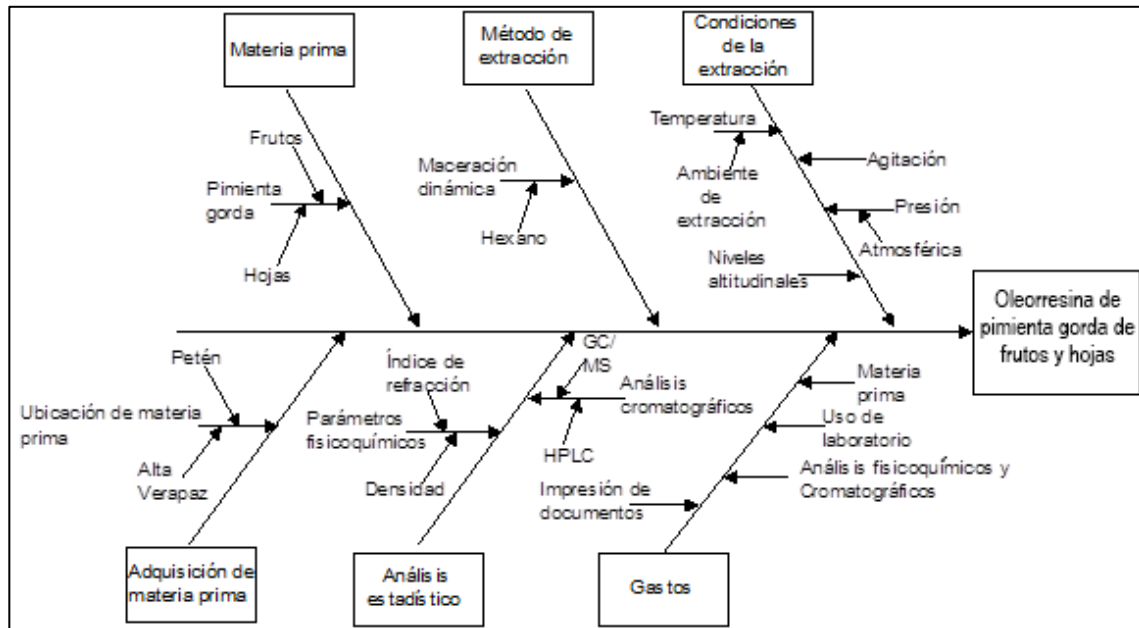 Materia prima
Método de
extracción
Condiciones
de la
extracción
Frutos
Pimienta
gorda
Hojas
Maceración
dinámica
Hexano
Temperatura
Ambiente
de
extracción
Agitación
Presión
Atmosférica
Niveles
altitudinales
Oleorresina de
pimienta gorda de
frutos y hojas
Petén
Ubicación de materia
prima
Alta
Verapaz
Índice de
refracción
Parámetros
fisicoquímicos
Densidad
GC/
MS
Análisis
cromatográficos
HPLC
Materia
prima
Uso de
laboratorio
Análisis fisicoquímicos y
Cromatográficos
Impresión de
documentos
Adquisición de
materia prima
Análisis
estadístico
Gastos